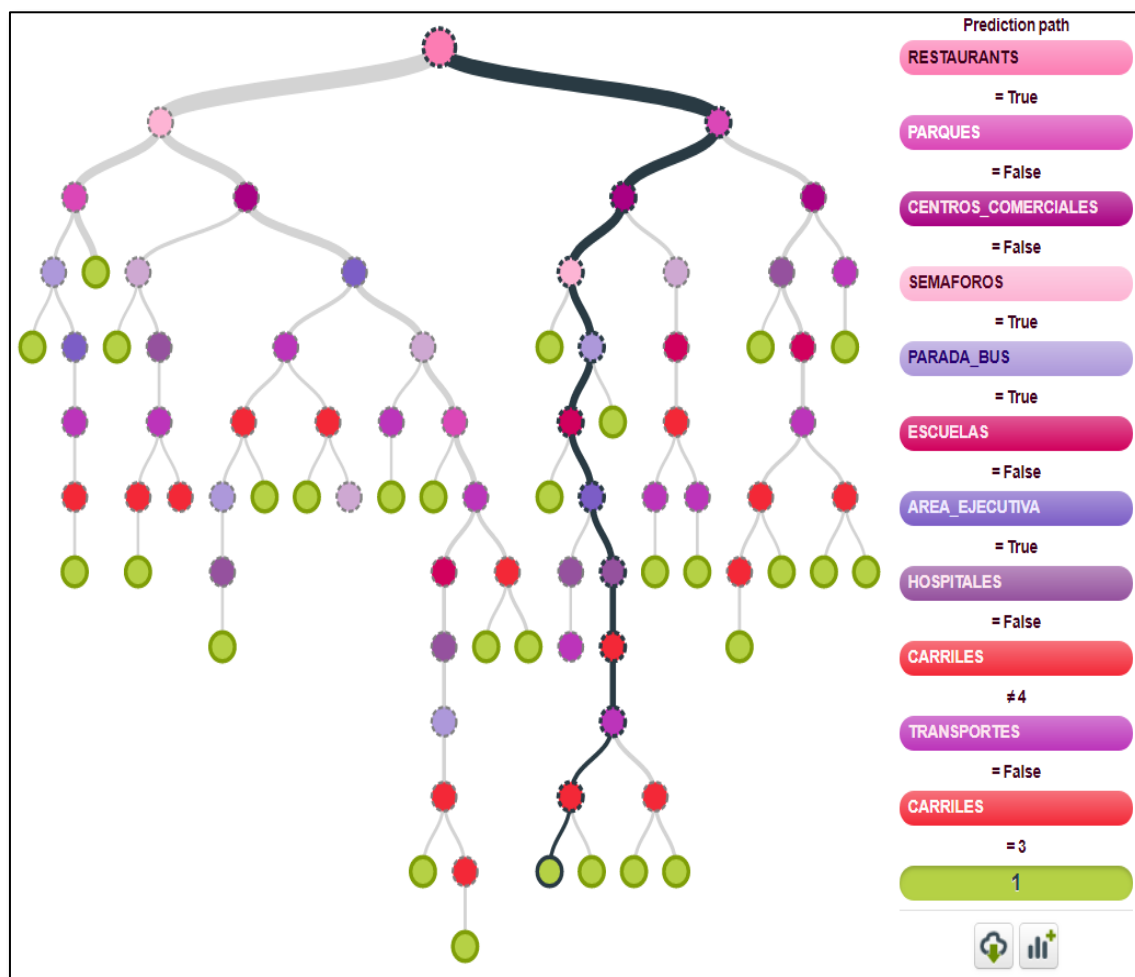 Prediction path
RESTAURANTS
= True
PARQUES
= False
CENTROS_COMERCIALES
= False
SEMAFOROS
= True
PARADA_BUS
= True
ESCUELAS
= False
AREA_EJECUTIVA
= True
HOSPITALES
= False
CARRILES
≠ 4
TRANSPORTES
= False
CARRILES
= 3
1